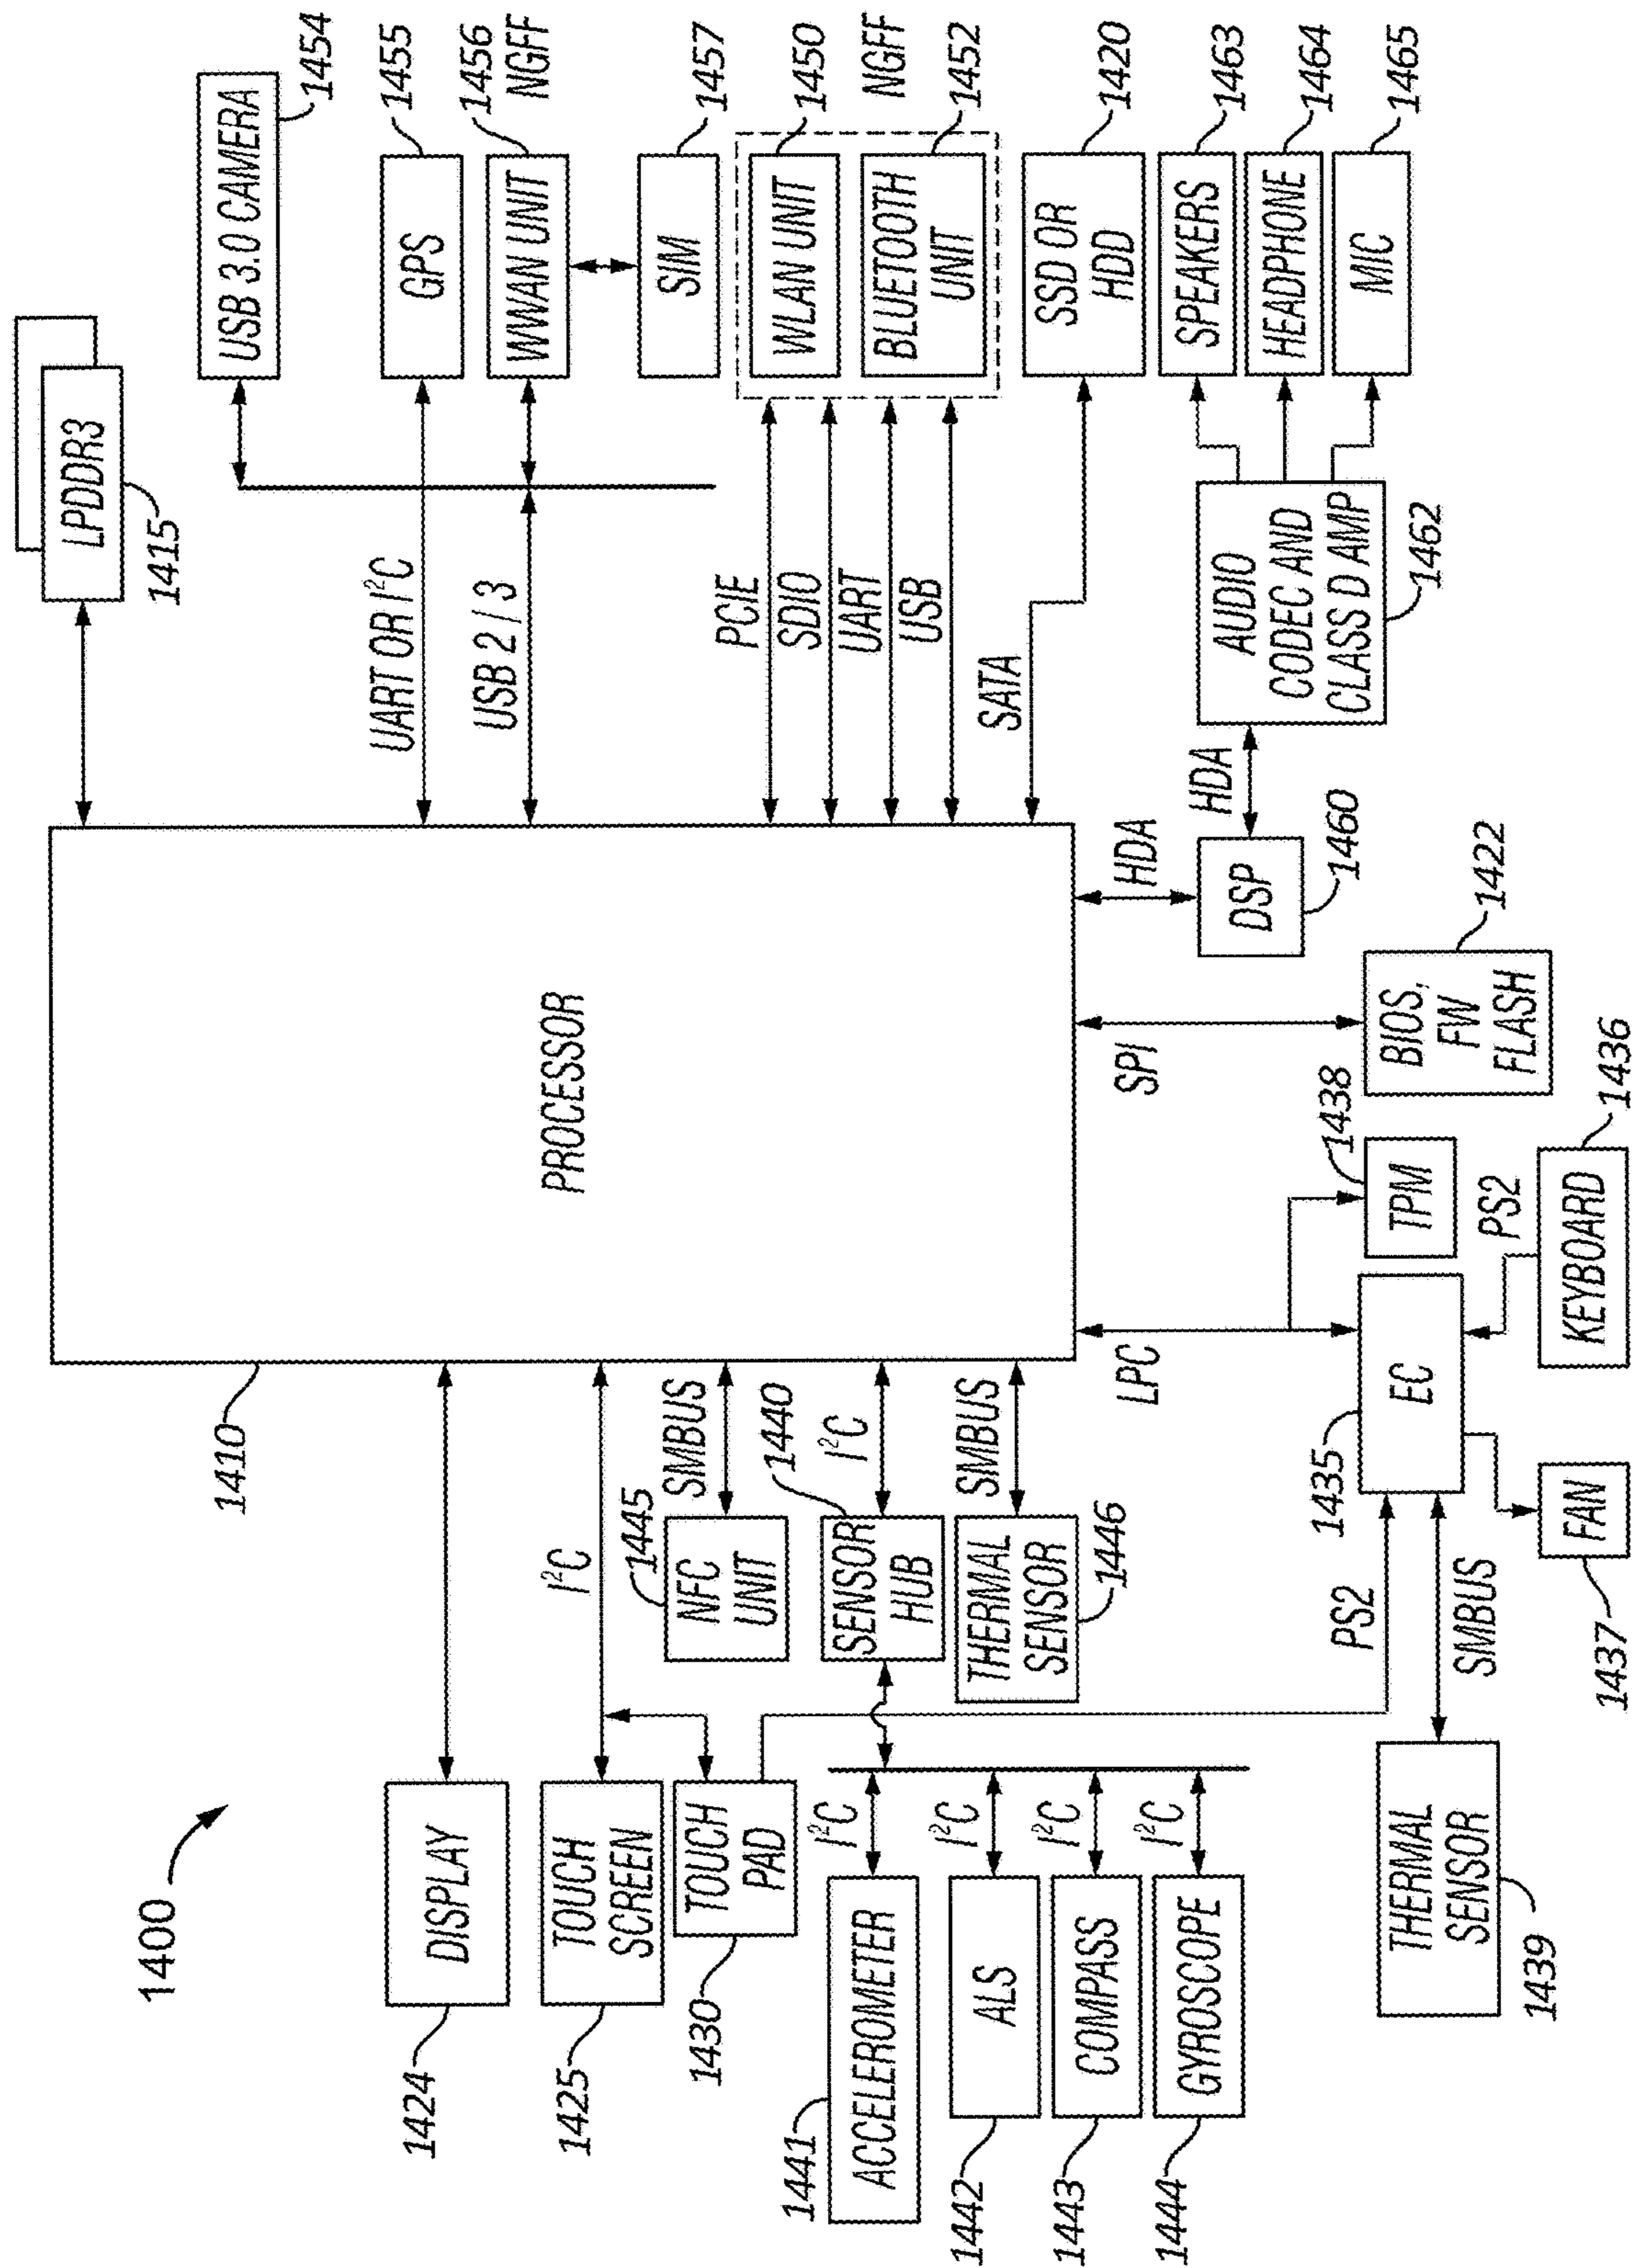 1400
LPDDR3
1415
PROCESSOR
1410
DISPLAY
1424
TOUCH
SCREEN
1425
I²C
TOUCH
PAD
1430
NFC
UNIT
1445
SMBUS
SENSOR
HUB
1440
I²C
THERMAL
SENSOR
1446
SMBUS
ACCELEROMETER
1441
I²C
ALS
1442
I²C
COMPASS
1443
I²C
GYROSCOPE
1444
I²C
THERMAL
SENSOR
1439
SMBUS
PS2
FAN
1437
EC
1435
LPC
KEYBOARD
1436
PS2
TPM
1438
BIOS,
FW
FLASH
1422
SPI
DSP
1460
HDA
HDA
AUDIO
CODEC AND
CLASS D AMP
1462
USB 3.0 CAMERA
1454
GPS
1455
UART OR I²C
WWAN UNIT
1456
NGFF
USB 2 / 3
SIM
1457
WLAN UNIT
1450
NGFF
BLUETOOTH
UNIT
1452
PCIE
SDIO
UART
USB
SSD OR
HDD
1420
SATA
SPEAKERS
1463
HEADPHONE
1464
MIC
1465